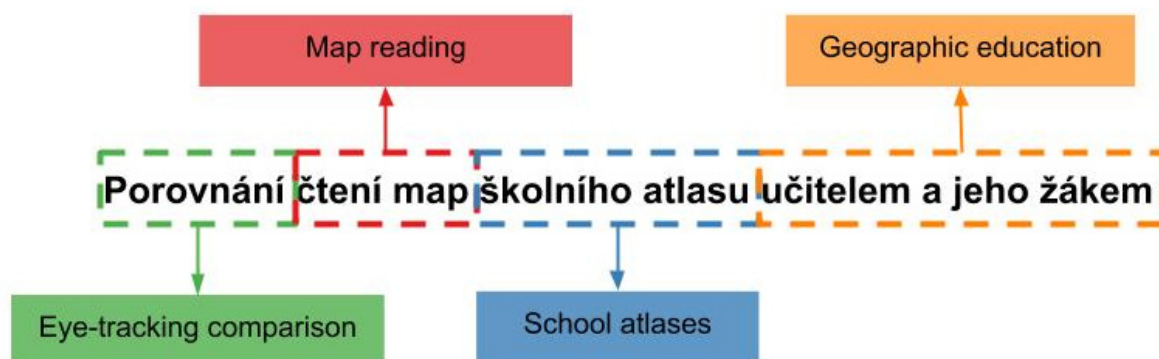 Map reading
Geographic education
Porovnání čtení map školního atlasu učitelem a jeho žákem
Eye-tracking comparison
School atlases